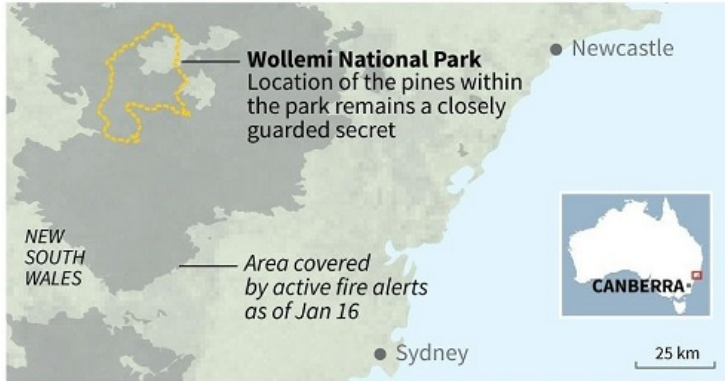 Wollemi National Park
Location of the pines within
the park remains a closely
guarded secret
Newcastle
NEW
SOUTH
WALES
Area covered
by active fire alerts
as of Jan 16
CANBERRA
Sydney
25 km